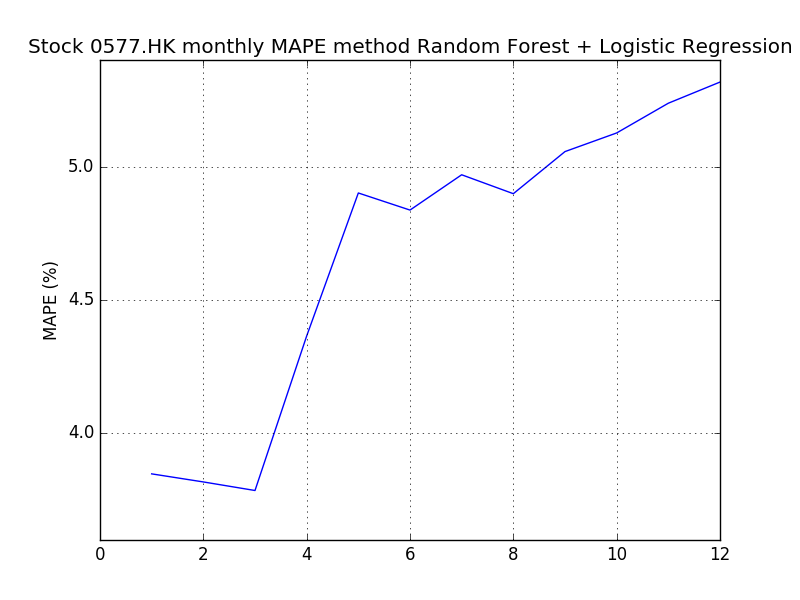 Stock 0577.HK monthly MAPE method Random Forest + Logistic Regression
MAPE (%)
5.0
4.5
4.0
0 2 4 6 8 10 12